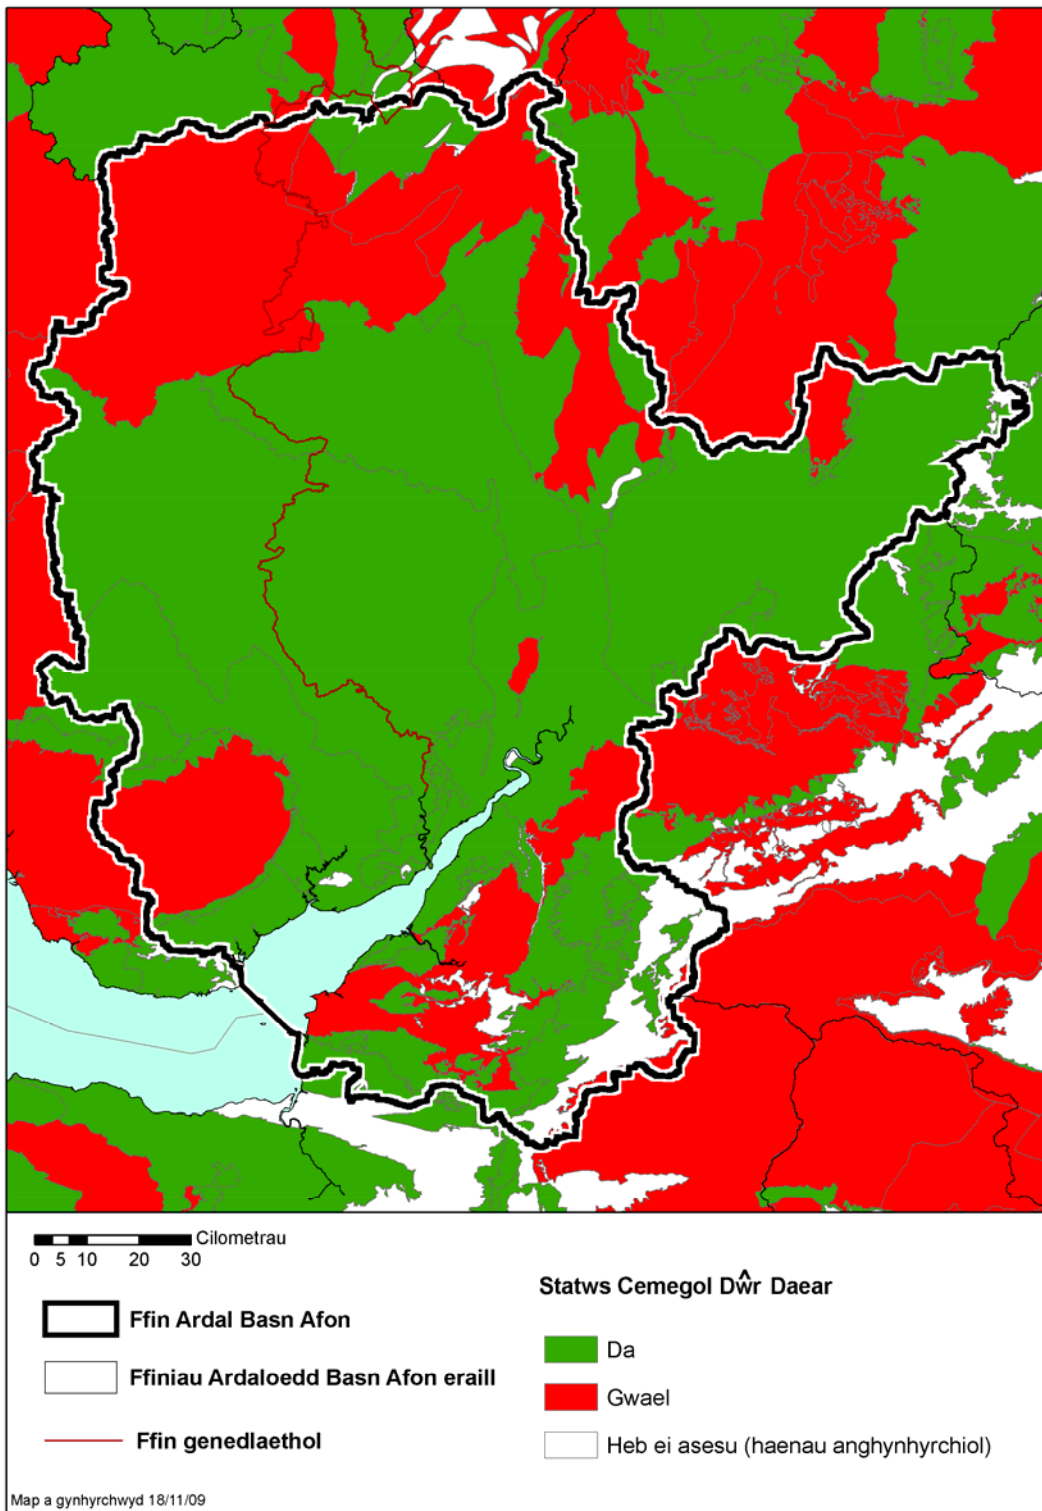 Cilometrau
0 5 10 20 30
Statws Cemegol Dŵr Daear
Ffin Ardal Basn Afon
Da
Ffiniau Ardaloedd Basn Afon eraill
Gwael
Ffin genedlaethol
Heb ei asesu (haenau anghynhyrchiol)
Map a gynhyrchwyd 18/11/09